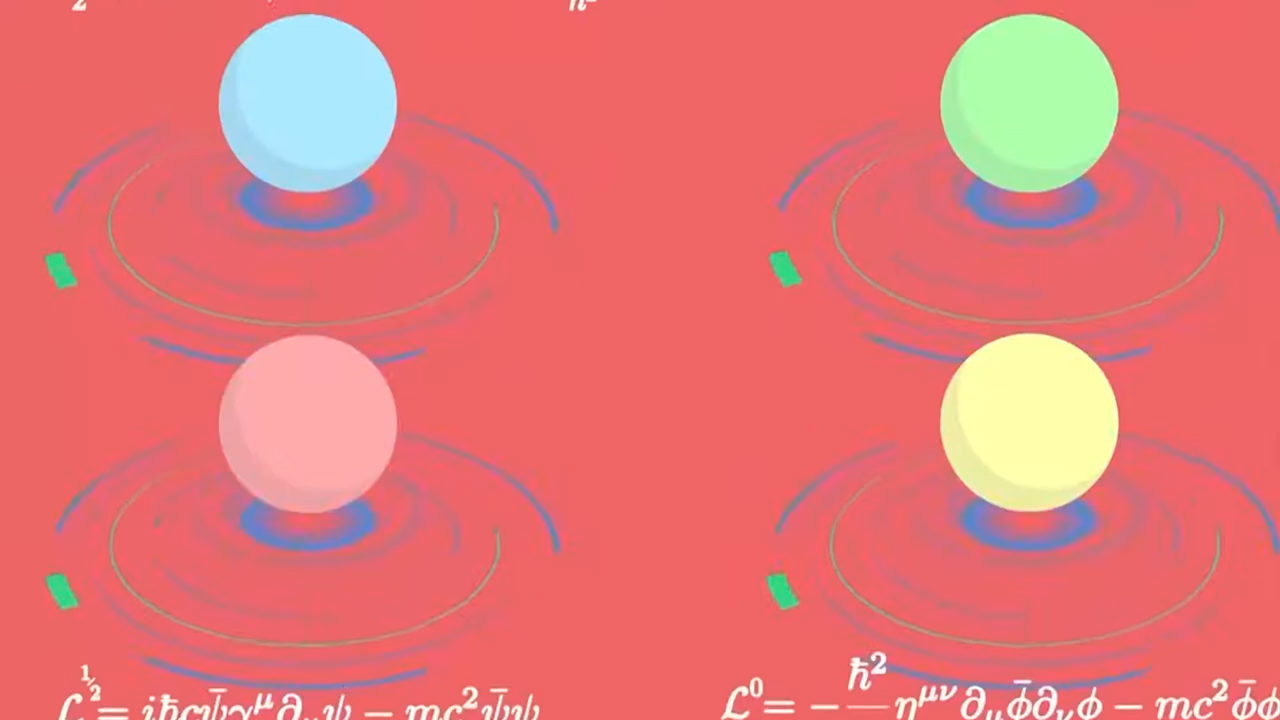 ℒ^½ = iħcψ̄γ^μ∂_μψ − mc²ψ̄ψ
ℒ⁰ = − ħ² η^{μν}∂_μφ̄∂_νφ − mc²φ̄φ